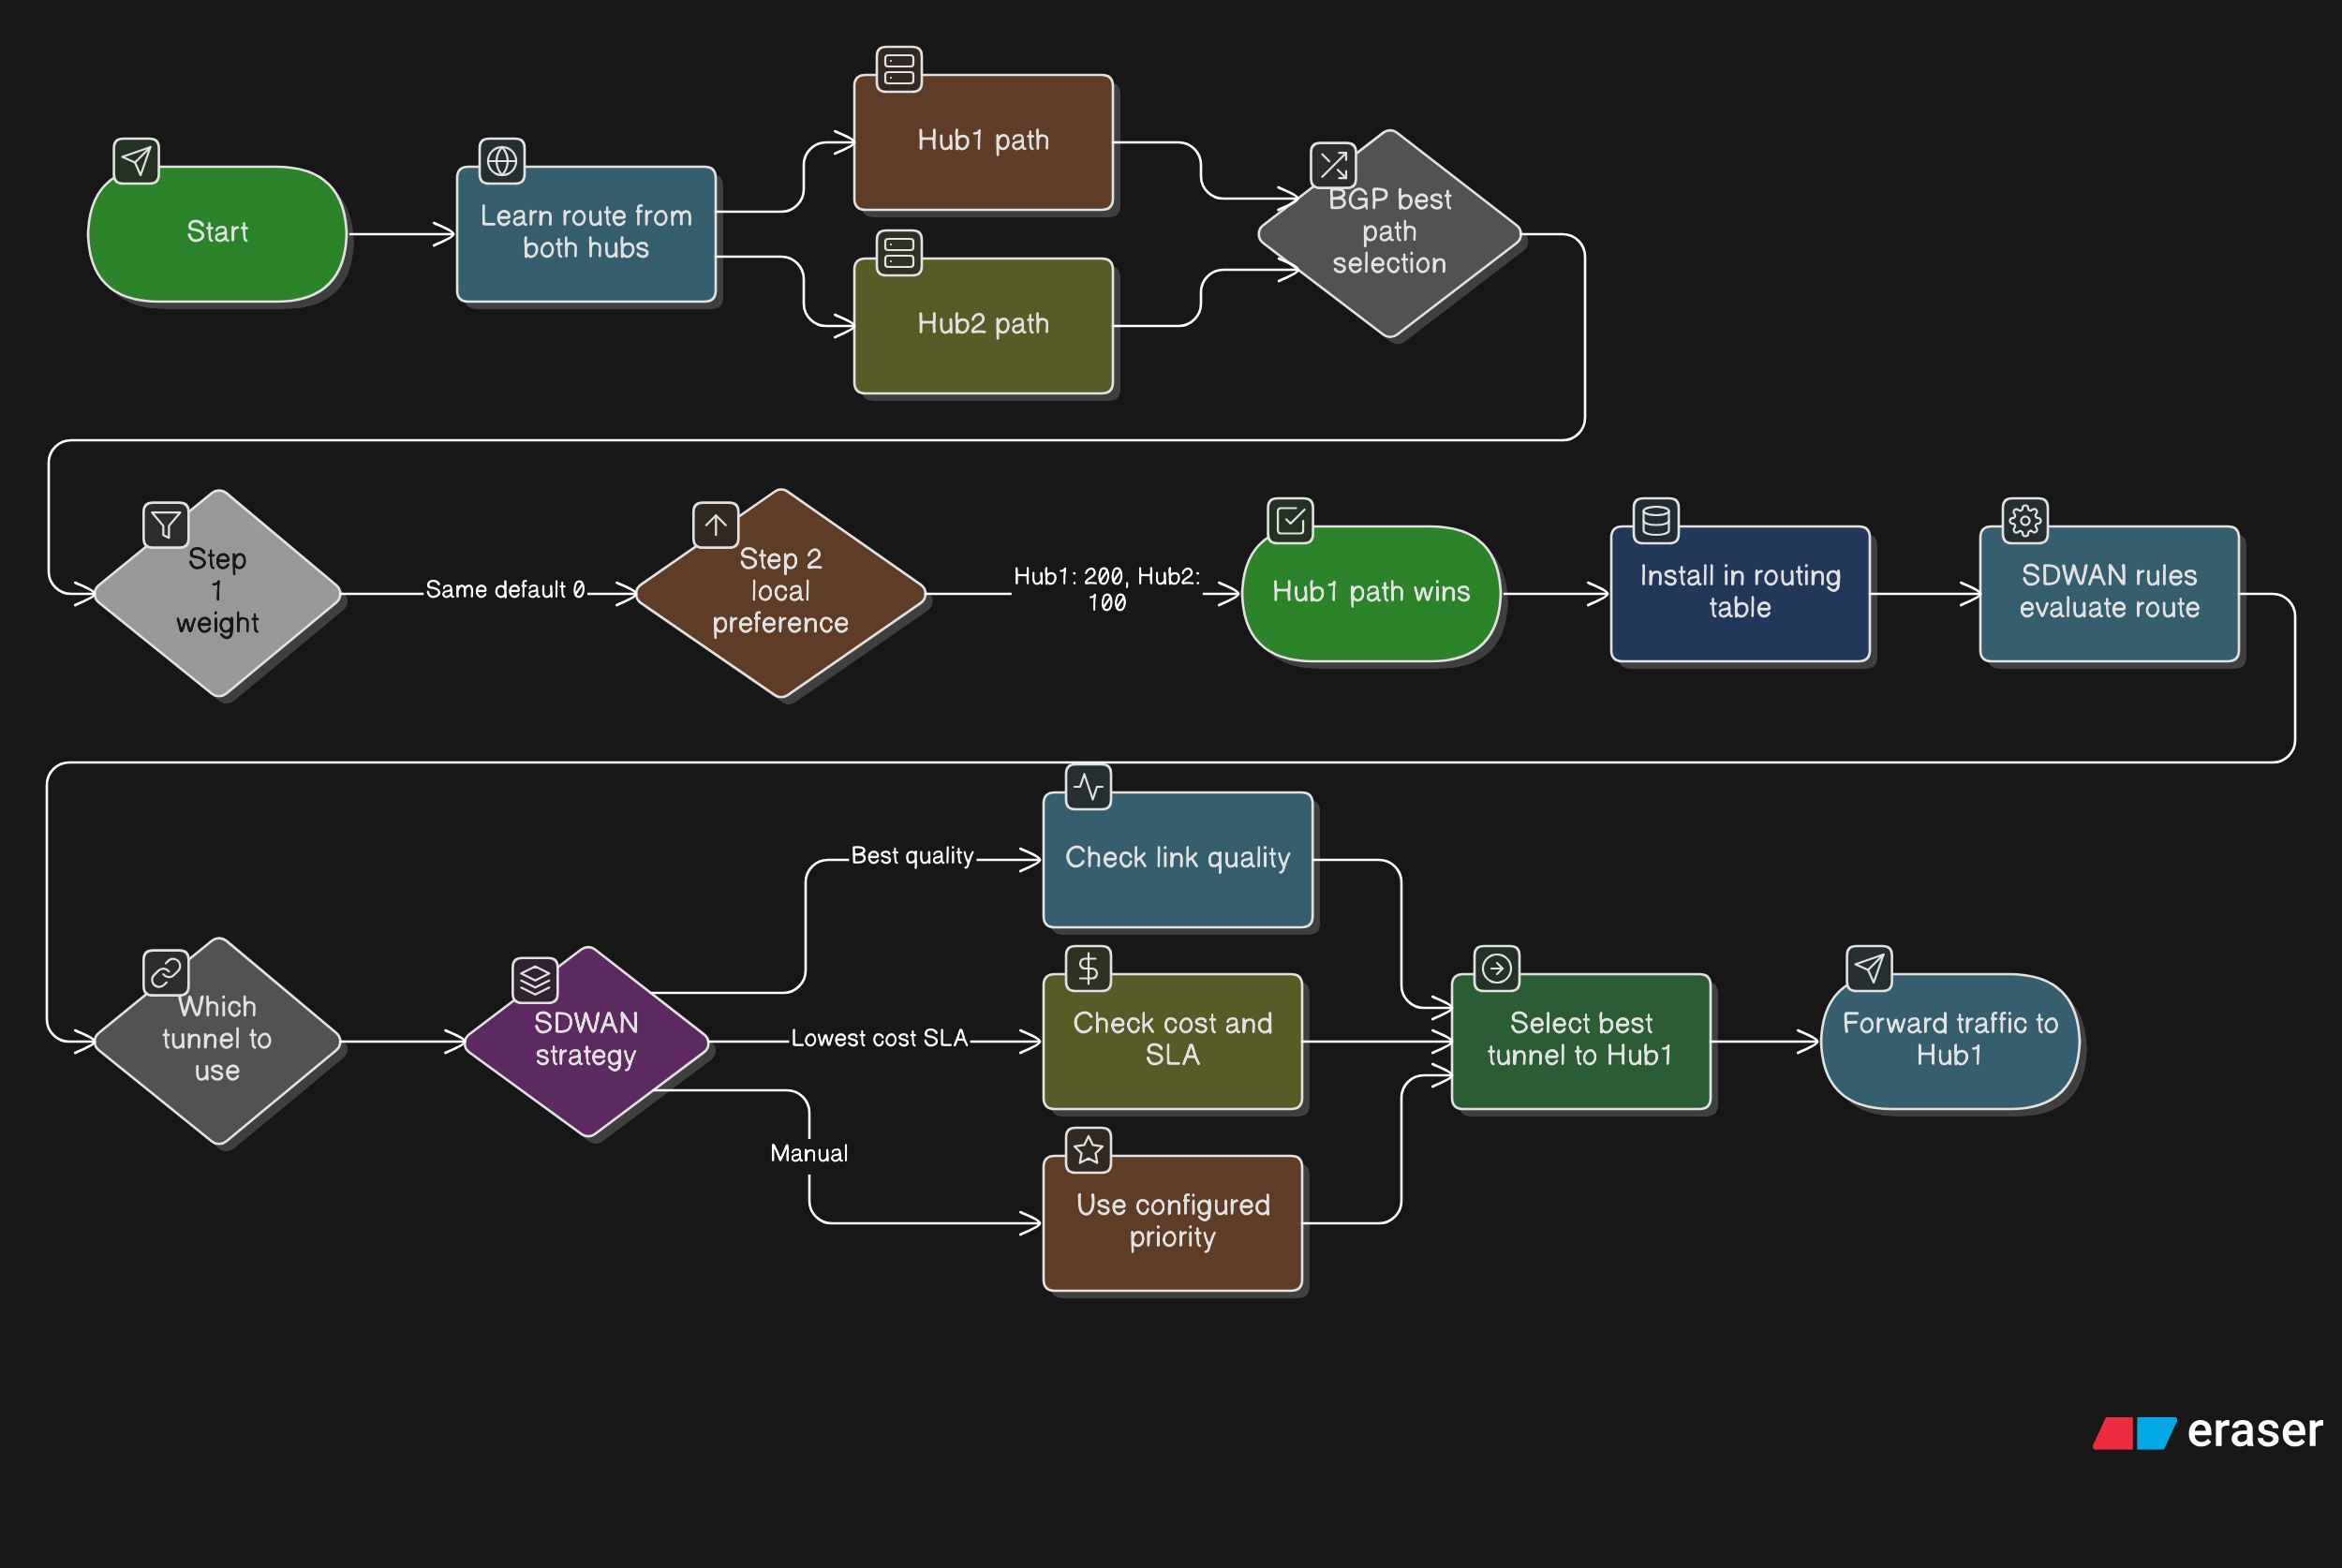 Start
Learn route from
both hubs
Hub1 path
Hub2 path
BGP best
path
selection
Step
1
weight
Same default 0
Step 2
local
preference
Hub1: 200, Hub2:
100
Hub1 path wins
Install in routing
table
SDWAN rules
evaluate route
Which
tunnel to
use
SDWAN
strategy
Best quality
Lowest cost SLA
Manual
Check link quality
Check cost and
SLA
Use configured
priority
Select best
tunnel to Hub1
Forward traffic to
Hub1
eraser